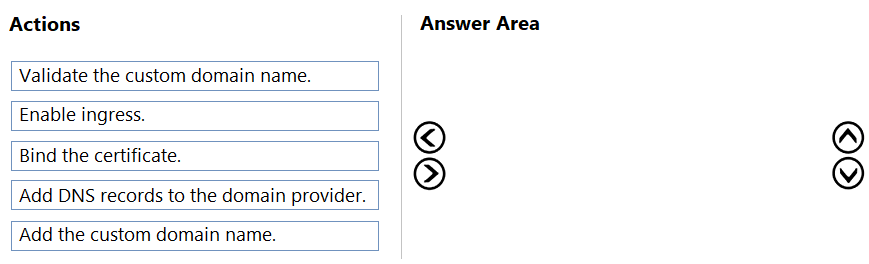 Actions
Validate the custom domain name.
Enable ingress.
Bind the certificate.
Add DNS records to the domain provider.
Add the custom domain name.
Answer Area